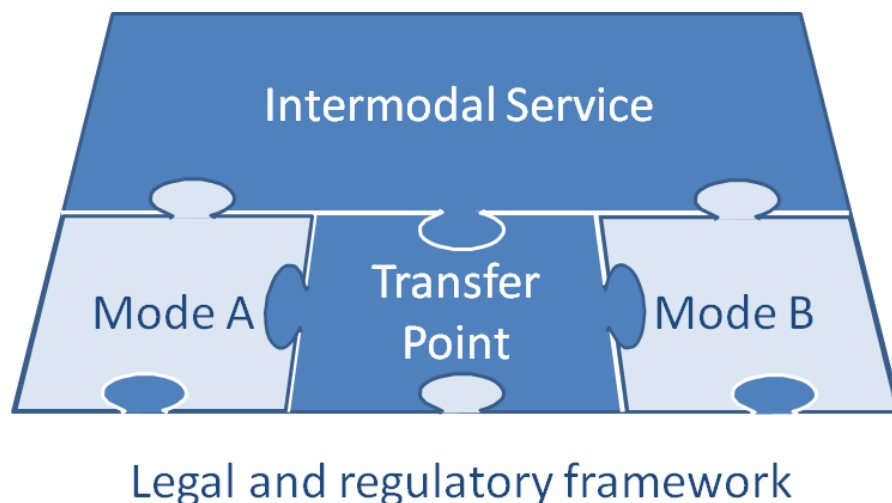 Intermodal Service
Mode A
Transfer
Point
Mode B
Legal and regulatory framework